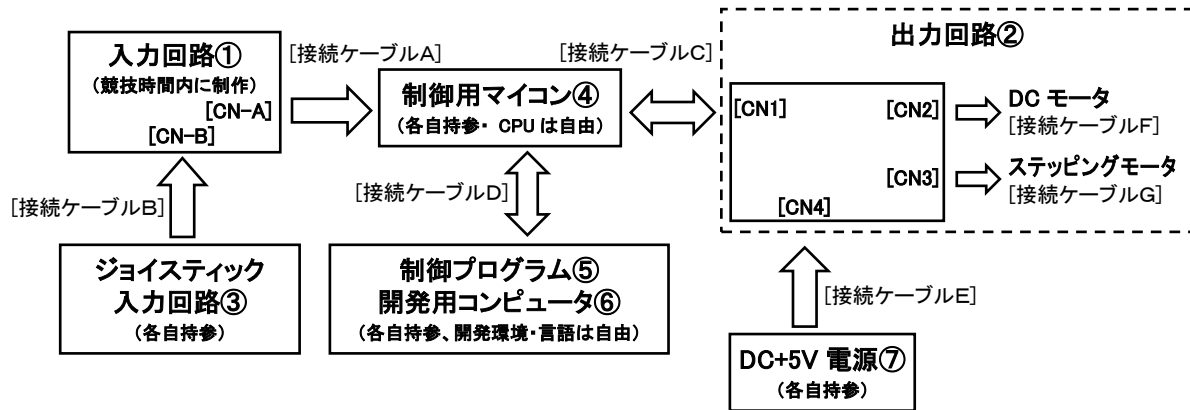 入力回路①
(競技時間内に制作)
[CN-A]
[CN-B]
[接続ケーブルA]
制御用マイコン④
(各自持参・ CPU は自由)
[接続ケーブルC]
出力回路②
[CN1]
[CN2]
[CN3]
[CN4]
DC モータ
[接続ケーブルF]
ステッピングモータ
[接続ケーブルG]
[接続ケーブルB]
[接続ケーブルD]
ジョイスティック
入力回路③
(各自持参)
制御プログラム⑤
開発用コンピュータ⑥
(各自持参、開発環境・言語は自由)
[接続ケーブルE]
DC+5V 電源⑦
(各自持参)